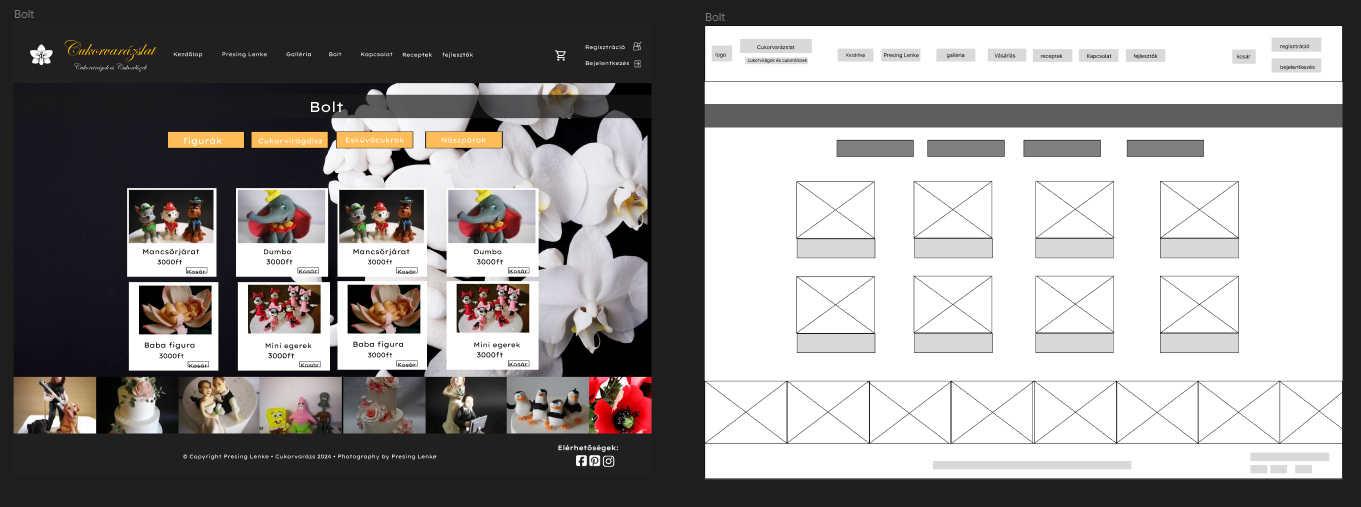 Bolt
Cukorvarázslat
Cukorvirágok és Cukordíszek
Kezdőlap
Presing Lenke
Galléria
Bolt
Kapcsolat
Receptek
fejlesztők
Regisztráció
Bejelentkezés
Bolt
figurák
Cukorvirágdísz
Esküvőcukrok
Nászpárok
Mancsőrjárat
3000ft
Kosár
Dumbo
3000ft
Kosár
Mancsőrjárat
3000ft
Kosár
Dumbo
3000ft
Kosár
Baba figura
3000ft
Kosár
Mini egerek
3000ft
Kosár
Baba figura
3000ft
Kosár
Mini egerek
3000ft
Kosár
© Copyright Presing Lenke • Cukorvarázs 2024 • Photography by Presing Lenke
Elérhetőségek:
Bolt
logo
Cukorvarázslat
cukorvirágok és cukordíszek
Kezdőlap
Presing Lenke
galléria
Vásárlás
receptek
Kapcsolat
fejlesztők
kosár
regisztráció
bejelentkezés